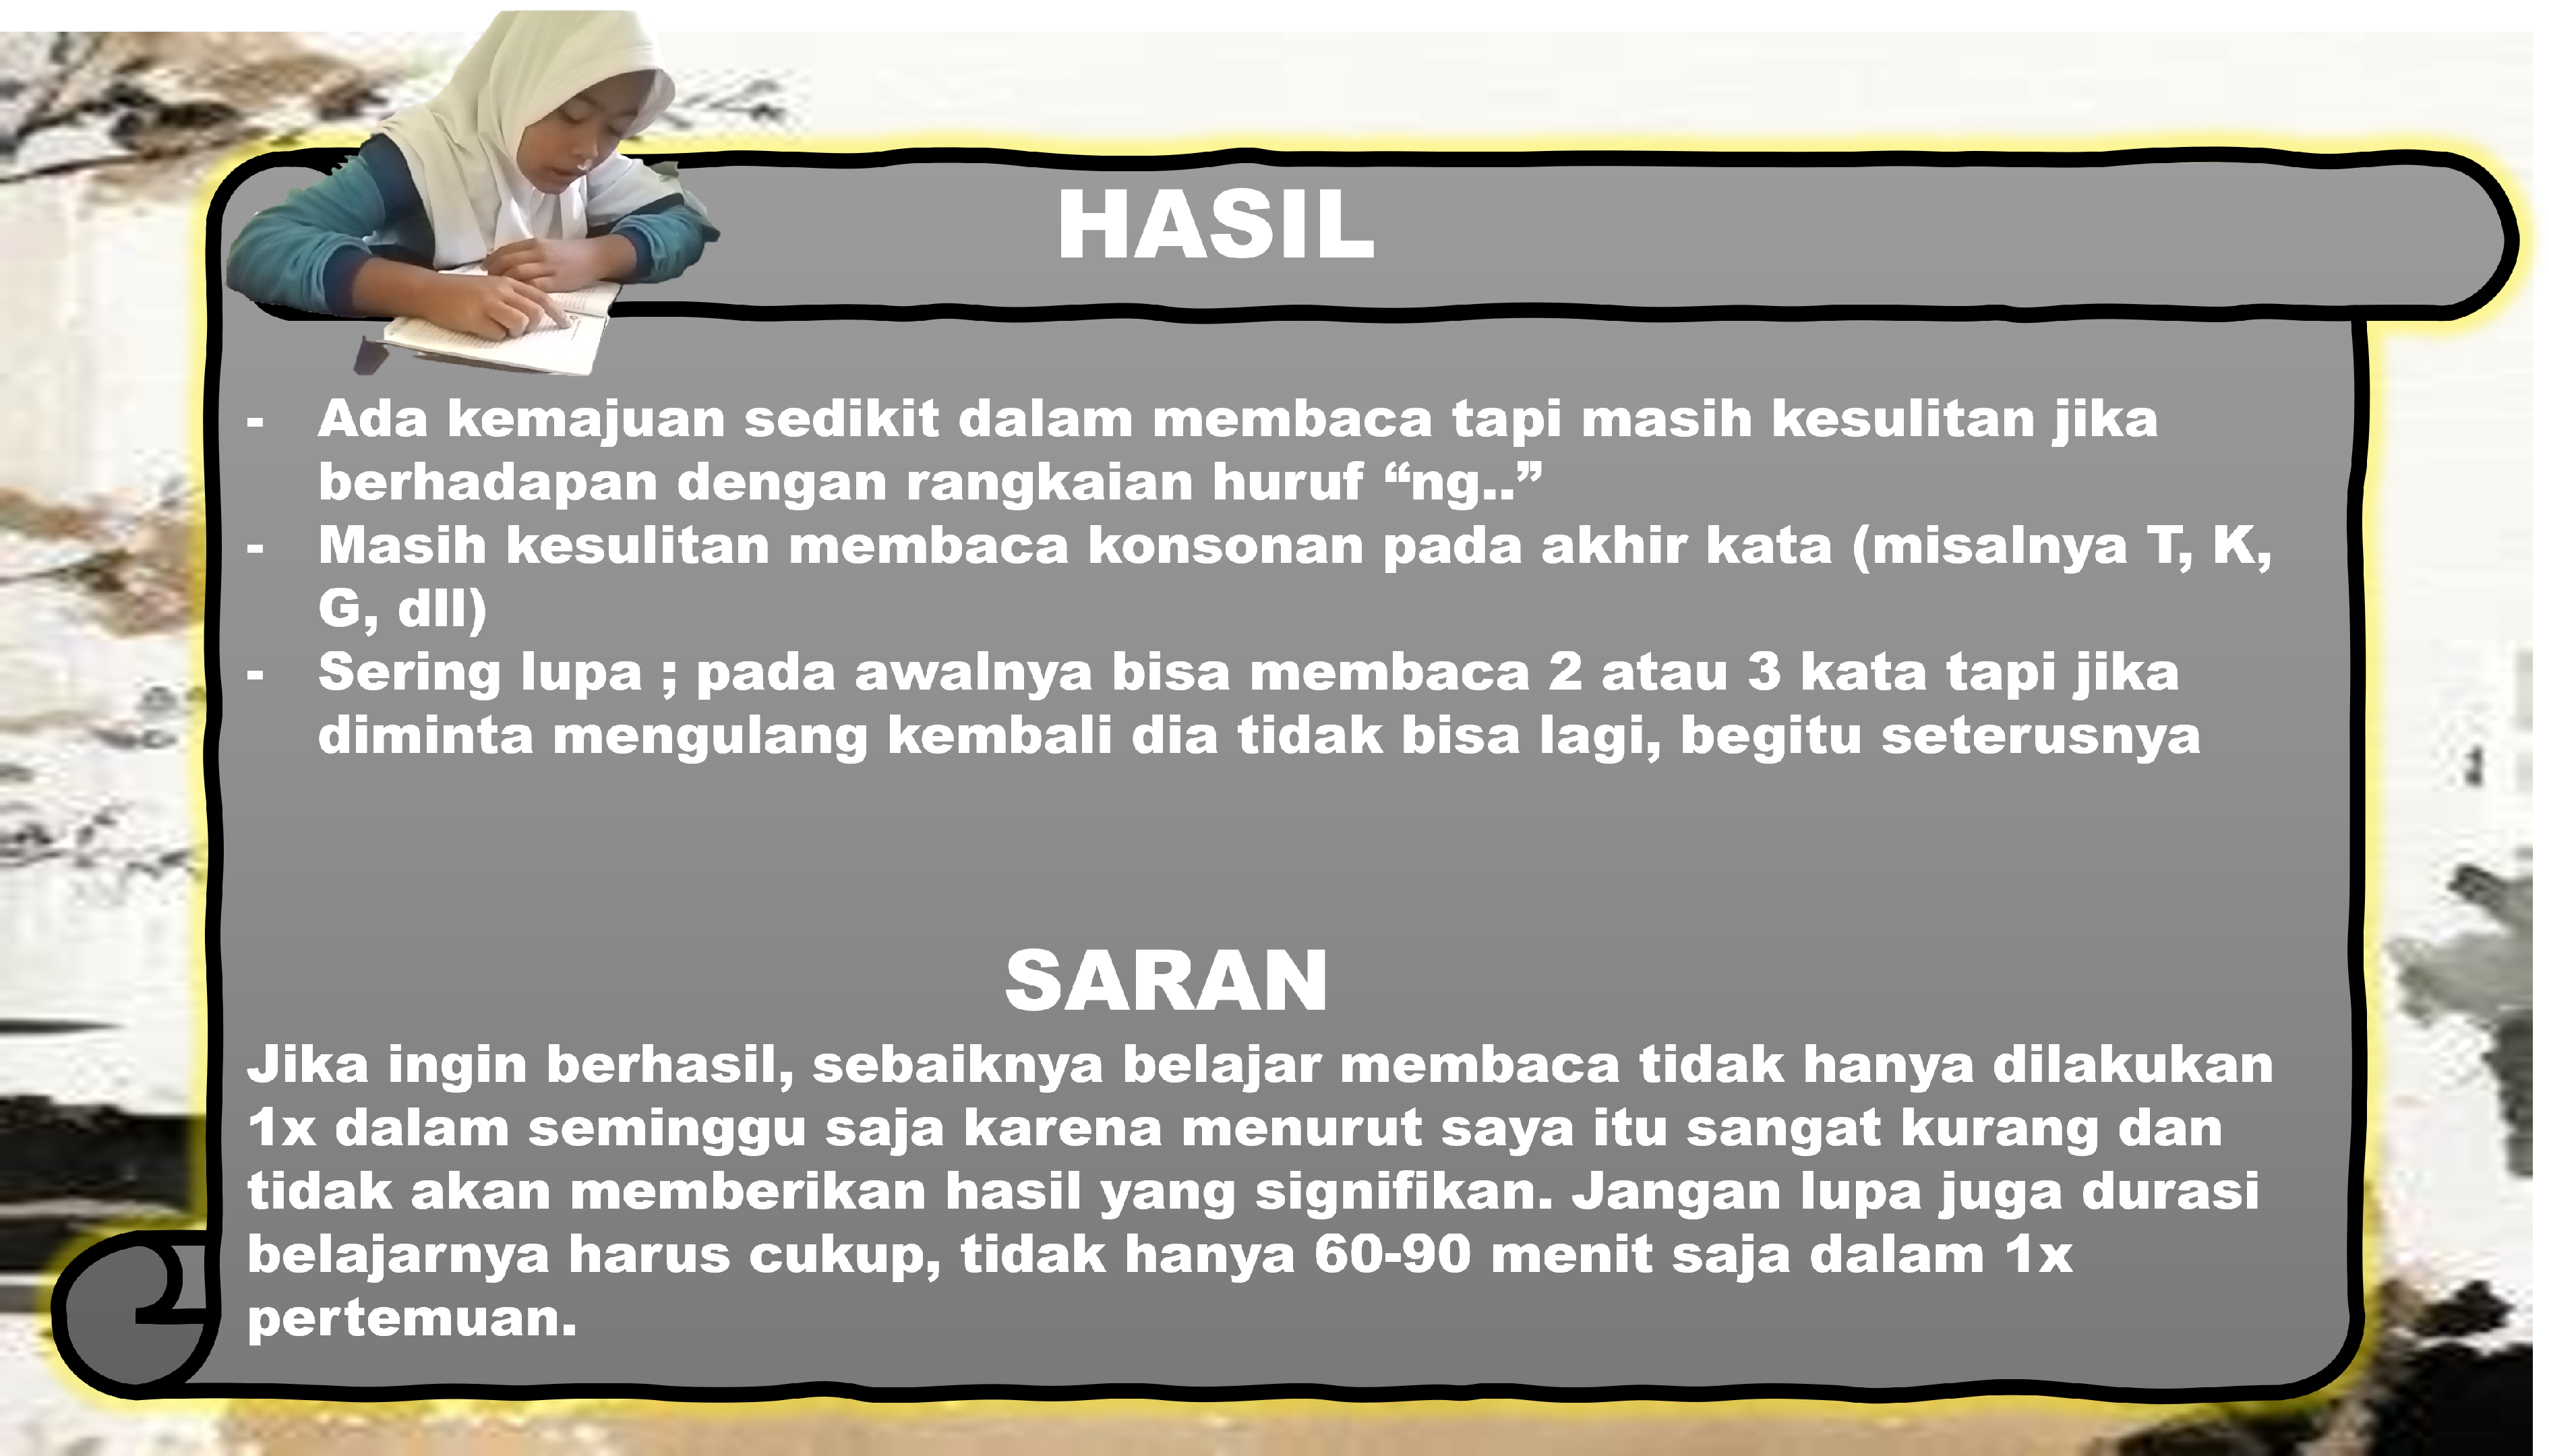 HASIL
- Ada kemajuan sedikit dalam membaca tapi masih kesulitan jika
berhadapan dengan rangkaian huruf “ng..”
- Masih kesulitan membaca konsonan pada akhir kata (misalnya T, K,
G, dll)
- Sering lupa ; pada awalnya bisa membaca 2 atau 3 kata tapi jika
diminta mengulang kembali dia tidak bisa lagi, begitu seterusnya
SARAN
Jika ingin berhasil, sebaiknya belajar membaca tidak hanya dilakukan
1x dalam seminggu saja karena menurut saya itu sangat kurang dan
tidak akan memberikan hasil yang signifikan. Jangan lupa juga durasi
belajarnya harus cukup, tidak hanya 60-90 menit saja dalam 1x
pertemuan.